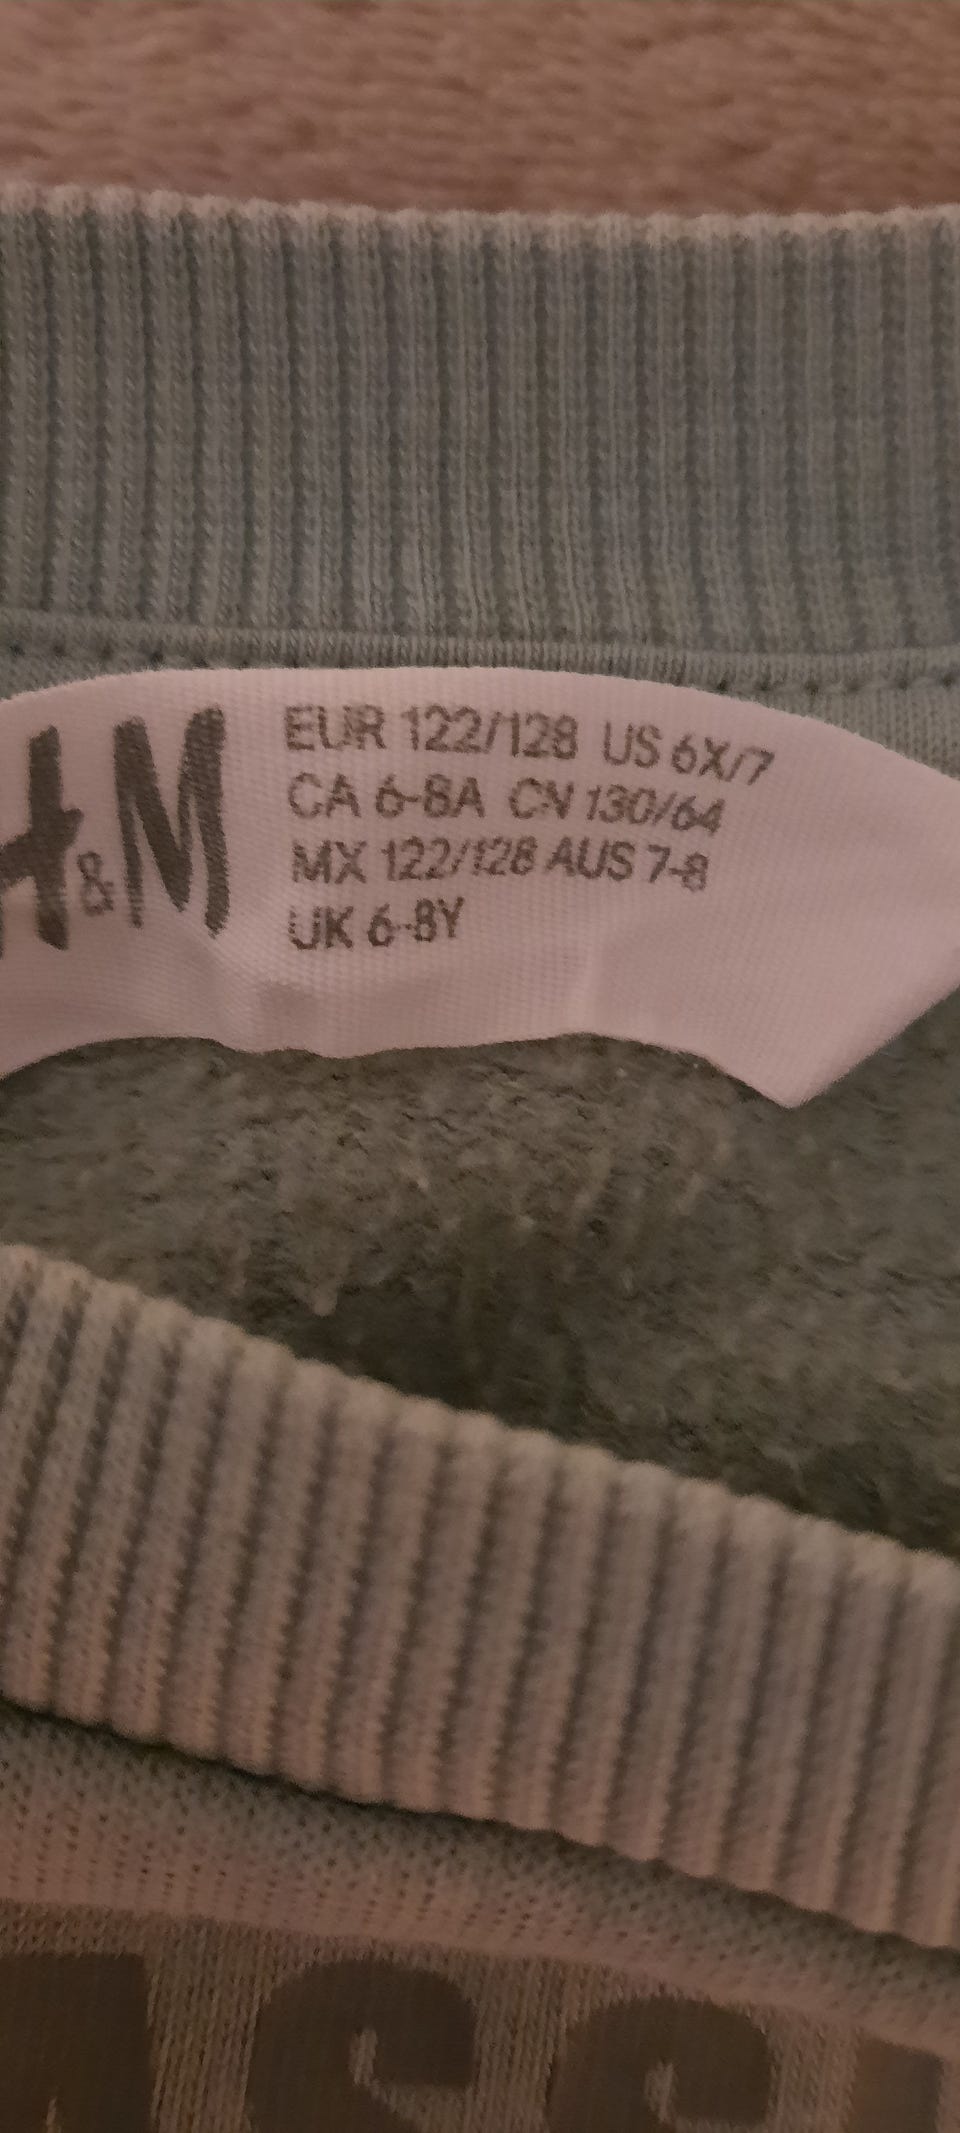 H&M
EUR 122/128 US 6X/7
CA 6-8A CN 130/64
MX 122/128 AUS 7-8
UK 6-8Y